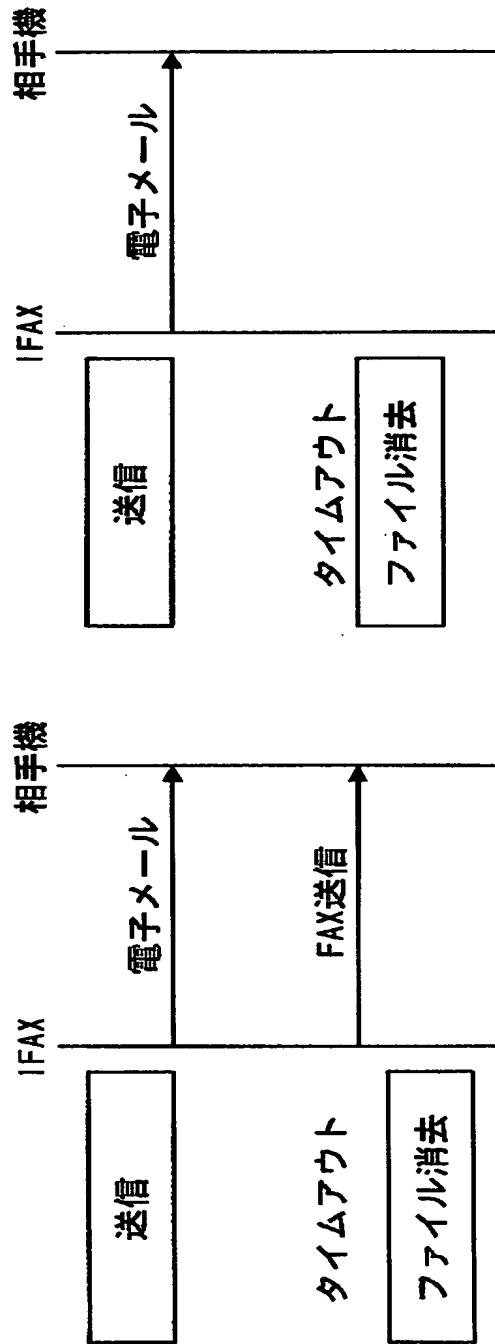 IFAX
相手機
送信
電子メール
タイムアウト
FAX送信
ファイル消去
IFAX
相手機
送信
電子メール
タイムアウト
ファイル消去